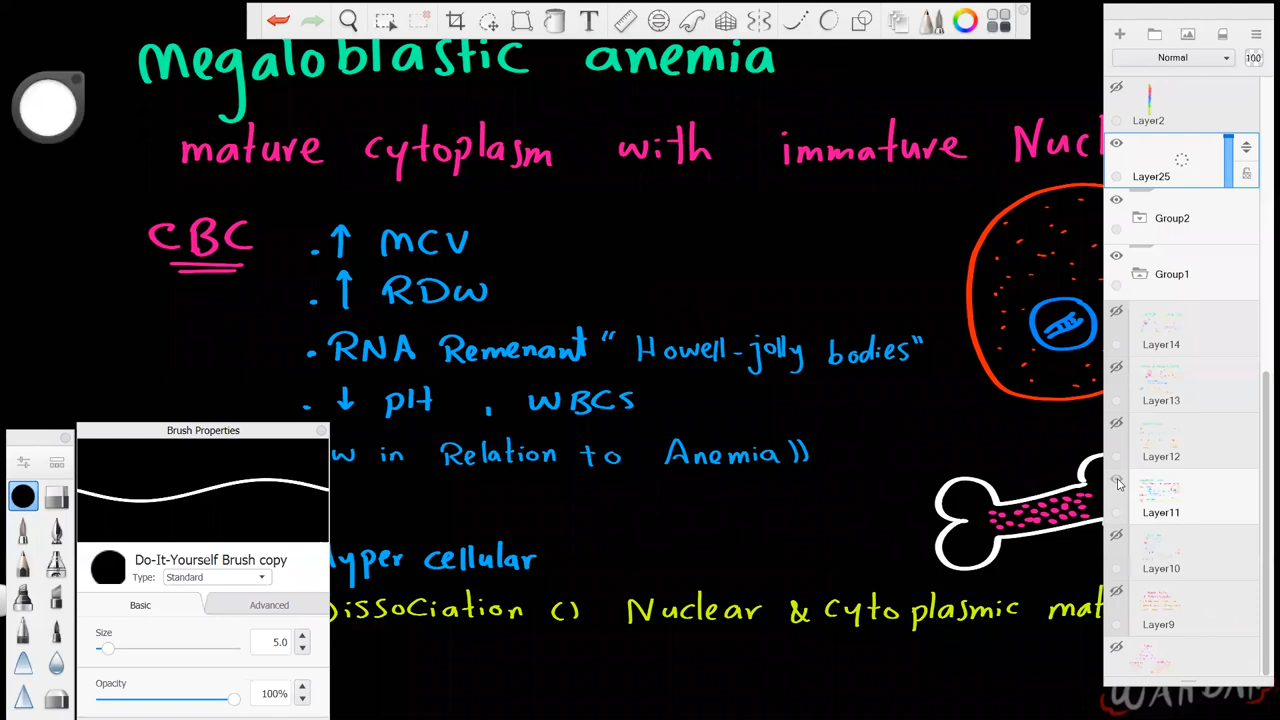 megaloblastic anemia
mature cytoplasm with immature Nuc
CBC
. ↑ MCV
. ↑ RDW
. RNA Remenant " Howell-jolly bodies"
. ↓ plt , WBCS
w in Relation to Anemia))
Hyper cellular
Dissociation () Nuclear & cytoplasmic mat
Normal
100
Layer2
Layer25
Group2
Group1
Layer14
Layer13
Layer12
Layer11
Layer10
Layer9
Brush Properties
Do-It-Yourself Brush copy
Type: Standard
Basic Advanced
Size
5.0
Opacity
100%